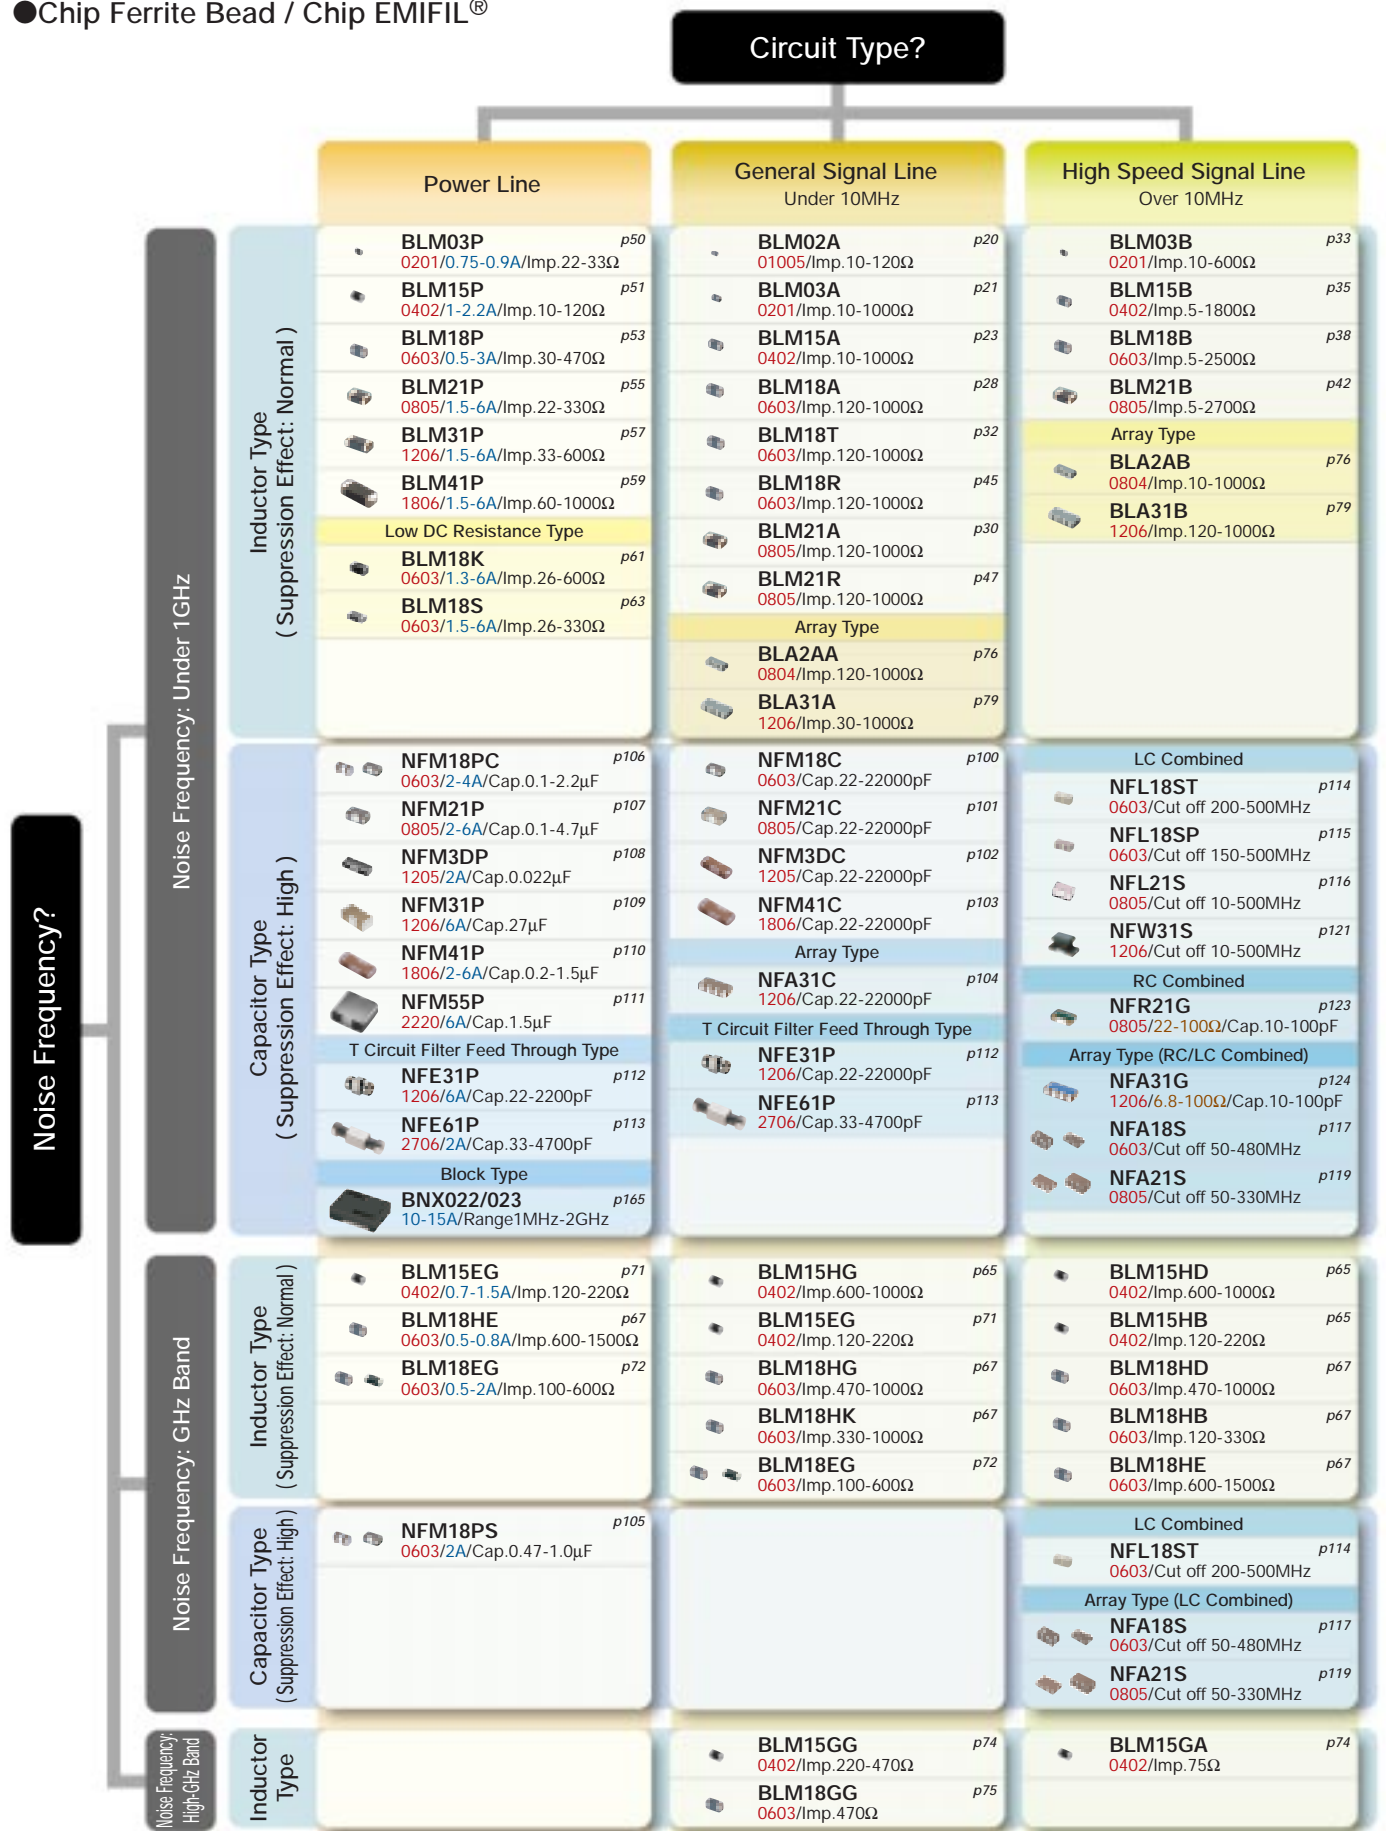 ●Chip Ferrite Bead / Chip EMIFIL®
Circuit Type?
Power Line
General Signal Line
Under 10MHz
High Speed Signal Line
Over 10MHz
Noise Frequency?
Noise Frequency: Under 1GHz
Inductor Type
( Suppression Effect: Normal )
BLM03P p50
0201/0.75-0.9A/Imp.22-33Ω
BLM15P p51
0402/1-2.2A/Imp.10-120Ω
BLM18P p53
0603/0.5-3A/Imp.30-470Ω
BLM21P p55
0805/1.5-6A/Imp.22-330Ω
BLM31P p57
1206/1.5-6A/Imp.33-600Ω
BLM41P p59
1806/1.5-6A/Imp.60-1000Ω
Low DC Resistance Type
BLM18K p61
0603/1.3-6A/Imp.26-600Ω
BLM18S p63
0603/1.5-6A/Imp.26-330Ω
BLM02A p20
01005/Imp.10-120Ω
BLM03A p21
0201/Imp.10-1000Ω
BLM15A p23
0402/Imp.10-1000Ω
BLM18A p28
0603/Imp.120-1000Ω
BLM18T p32
0603/Imp.120-1000Ω
BLM18R p45
0603/Imp.120-1000Ω
BLM21A p30
0805/Imp.120-1000Ω
BLM21R p47
0805/Imp.120-1000Ω
Array Type
BLA2AA p76
0804/Imp.120-1000Ω
BLA31A p79
1206/Imp.30-1000Ω
BLM03B p33
0201/Imp.10-600Ω
BLM15B p35
0402/Imp.5-1800Ω
BLM18B p38
0603/Imp.5-2500Ω
BLM21B p42
0805/Imp.5-2700Ω
Array Type
BLA2AB p76
0804/Imp.10-1000Ω
BLA31B p79
1206/Imp.120-1000Ω
Capacitor Type
( Suppression Effect: High )
NFM18PC p106
0603/2-4A/Cap.0.1-2.2µF
NFM21P p107
0805/2-6A/Cap.0.1-4.7µF
NFM3DP p108
1205/2A/Cap.0.022µF
NFM31P p109
1206/6A/Cap.27µF
NFM41P p110
1806/2-6A/Cap.0.2-1.5µF
NFM55P p111
2220/6A/Cap.1.5µF
T Circuit Filter Feed Through Type
NFE31P p112
1206/6A/Cap.22-2200pF
NFE61P p113
2706/2A/Cap.33-4700pF
Block Type
BNX022/023 p165
10-15A/Range1MHz-2GHz
NFM18C p100
0603/Cap.22-22000pF
NFM21C p101
0805/Cap.22-22000pF
NFM3DC p102
1205/Cap.22-22000pF
NFM41C p103
1806/Cap.22-22000pF
Array Type
NFA31C p104
1206/Cap.22-22000pF
T Circuit Filter Feed Through Type
NFE31P p112
1206/Cap.22-22000pF
NFE61P p113
2706/Cap.33-4700pF
LC Combined
NFL18ST p114
0603/Cut off 200-500MHz
NFL18SP p115
0603/Cut off 150-500MHz
NFL21S p116
0805/Cut off 10-500MHz
NFW31S p121
1206/Cut off 10-500MHz
RC Combined
NFR21G p123
0805/22-100Ω/Cap.10-100pF
Array Type (RC/LC Combined)
NFA31G p124
1206/6.8-100Ω/Cap.10-100pF
NFA18S p117
0603/Cut off 50-480MHz
NFA21S p119
0805/Cut off 50-330MHz
Noise Frequency: GHz Band
Inductor Type
( Suppression Effect: Normal )
BLM15EG p71
0402/0.7-1.5A/Imp.120-220Ω
BLM18HE p67
0603/0.5-0.8A/Imp.600-1500Ω
BLM18EG p72
0603/0.5-2A/Imp.100-600Ω
BLM15HG p65
0402/Imp.600-1000Ω
BLM15EG p71
0402/Imp.120-220Ω
BLM18HG p67
0603/Imp.470-1000Ω
BLM18HK p67
0603/Imp.330-1000Ω
BLM18EG p72
0603/Imp.100-600Ω
BLM15HD p65
0402/Imp.600-1000Ω
BLM15HB p65
0402/Imp.120-220Ω
BLM18HD p67
0603/Imp.470-1000Ω
BLM18HB p67
0603/Imp.120-330Ω
BLM18HE p67
0603/Imp.600-1500Ω
Capacitor Type
( Suppression Effect: High )
NFM18PS p105
0603/2A/Cap.0.47-1.0µF
LC Combined
NFL18ST p114
0603/Cut off 200-500MHz
Array Type (LC Combined)
NFA18S p117
0603/Cut off 50-480MHz
NFA21S p119
0805/Cut off 50-330MHz
Noise Frequency:
High-GHz Band
Inductor
Type
BLM15GG p74
0402/Imp.220-470Ω
BLM18GG p75
0603/Imp.470Ω
BLM15GA p74
0402/Imp.75Ω